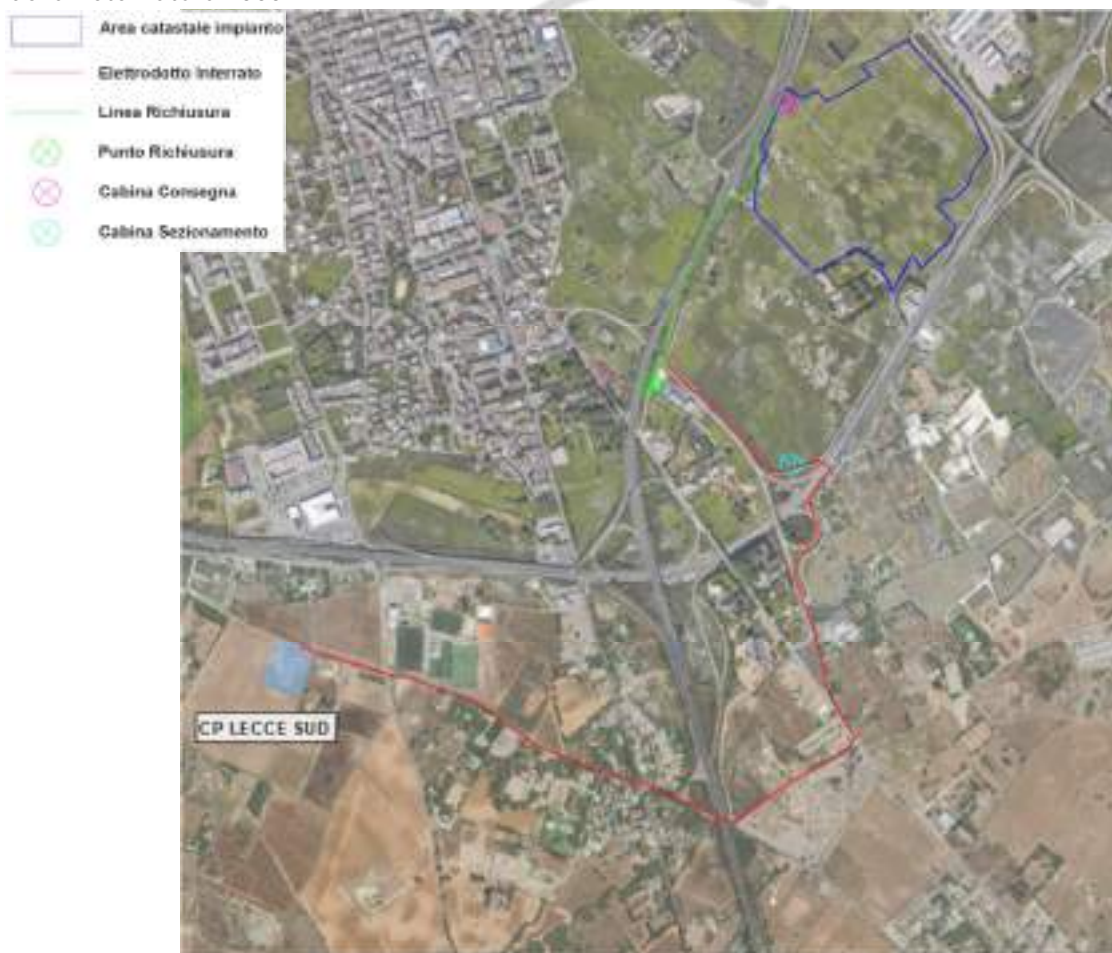 Area catastale impianto
Elettrodotto Interrato
Linea Richiusura
Punto Richiusura
Cabina Consegna
Cabina Sezionamento
CP LECCE SUD